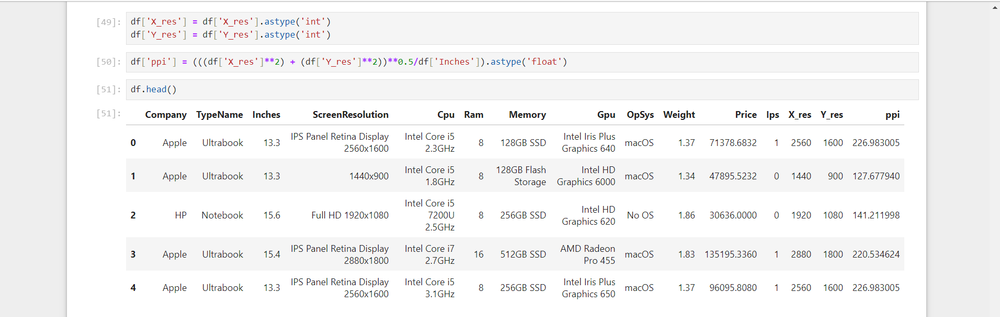 [49]: df['X_res'] = df['X_res'].astype('int')
df['Y_res'] = df['Y_res'].astype('int')
[50]: df['ppi'] = (((df['X_res']**2) + (df['Y_res']**2))**0.5/df['Inches']).astype('float')
[51]: df.head()
[51]: Company TypeName Inches ScreenResolution Cpu Ram Memory Gpu OpSys Weight Price Ips X_res Y_res ppi
0 Apple Ultrabook 13.3 IPS Panel Retina Display 2560x1600 Intel Core i5 2.3GHz 8 128GB SSD Intel Iris Plus Graphics 640 macOS 1.37 71378.6832 1 2560 1600 226.983005
1 Apple Ultrabook 13.3 1440x900 Intel Core i5 1.8GHz 8 128GB Flash Storage Intel HD Graphics 6000 macOS 1.34 47895.5232 0 1440 900 127.677940
2 HP Notebook 15.6 Full HD 1920x1080 Intel Core i5 7200U 2.5GHz 8 256GB SSD Intel HD Graphics 620 No OS 1.86 30636.0000 0 1920 1080 141.211998
3 Apple Ultrabook 15.4 IPS Panel Retina Display 2880x1800 Intel Core i7 2.7GHz 16 512GB SSD AMD Radeon Pro 455 macOS 1.83 135195.3360 1 2880 1800 220.534624
4 Apple Ultrabook 13.3 IPS Panel Retina Display 2560x1600 Intel Core i5 3.1GHz 8 256GB SSD Intel Iris Plus Graphics 650 macOS 1.37 96095.8080 1 2560 1600 226.983005